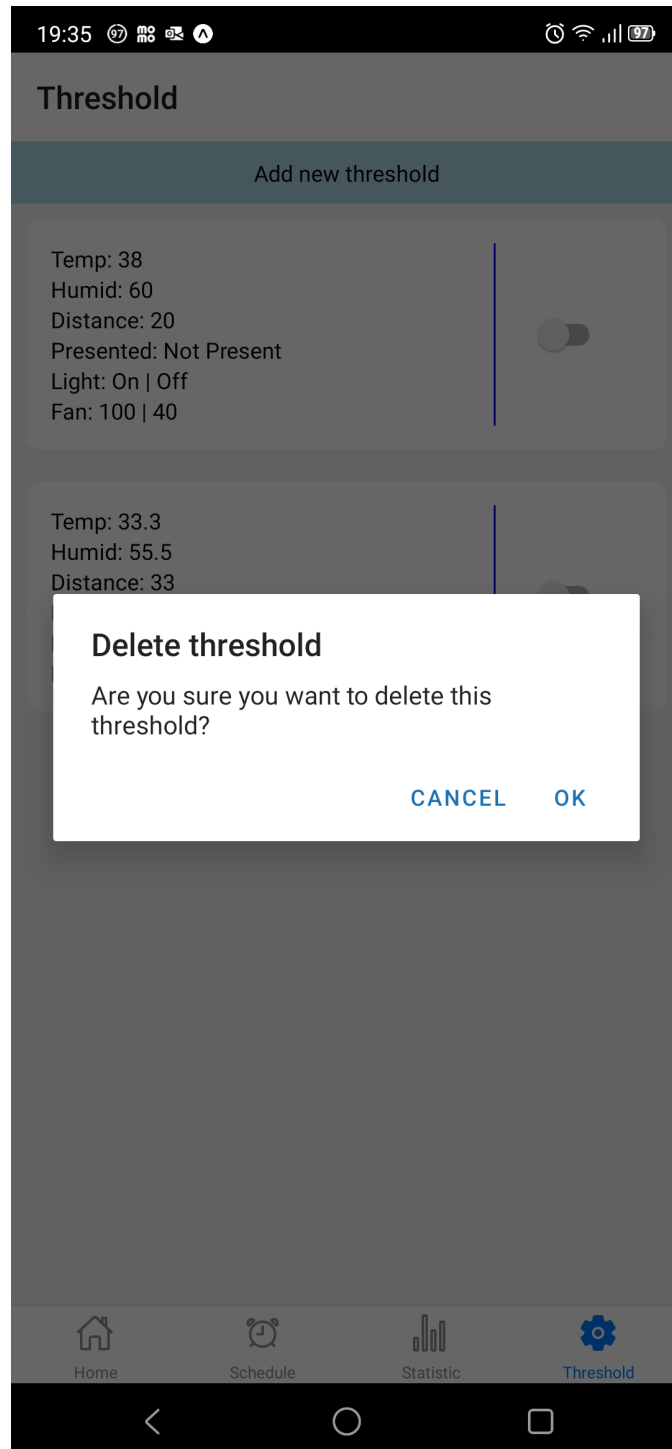 19:35 97 97
Threshold
Add new threshold
Temp: 38
Humid: 60
Distance: 20
Presented: Not Present
Light: On | Off
Fan: 100 | 40
Temp: 33.3
Humid: 55.5
Distance: 33
Delete threshold
Are you sure you want to delete this
threshold?
CANCEL OK
Home Schedule Statistic Threshold